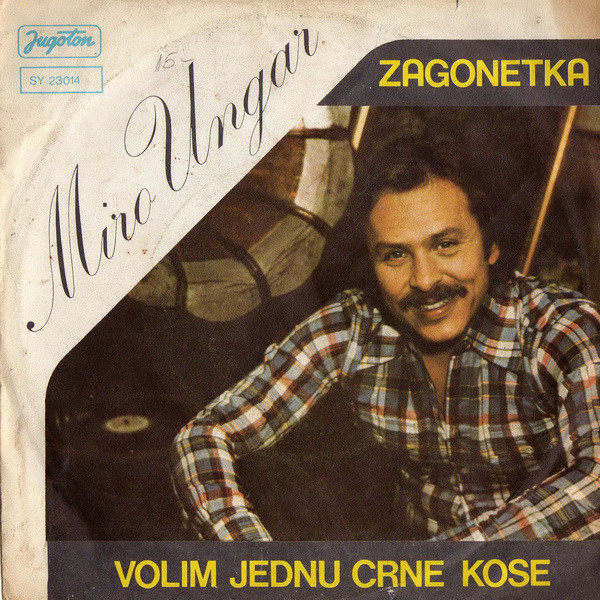 Jugoton
SY 23014
15-
Miro Ungar
ZAGONETKA
VOLIM JEDNU CRNE KOSE